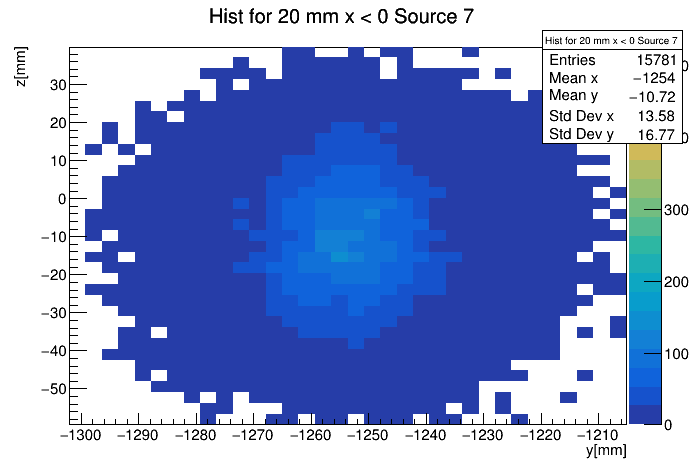 Hist for 20 mm x < 0 Source 7
Hist for 20 mm x < 0 Source 7
Entries 15781
Mean x −1254
Mean y −10.72
Std Dev x 13.58
Std Dev y 16.77
z[mm]
30
20
10
0
−10
−20
−30
−40
−50
−1300 −1290 −1280 −1270 −1260 −1250 −1240 −1230 −1220 −1210
y[mm]
300
200
100
0